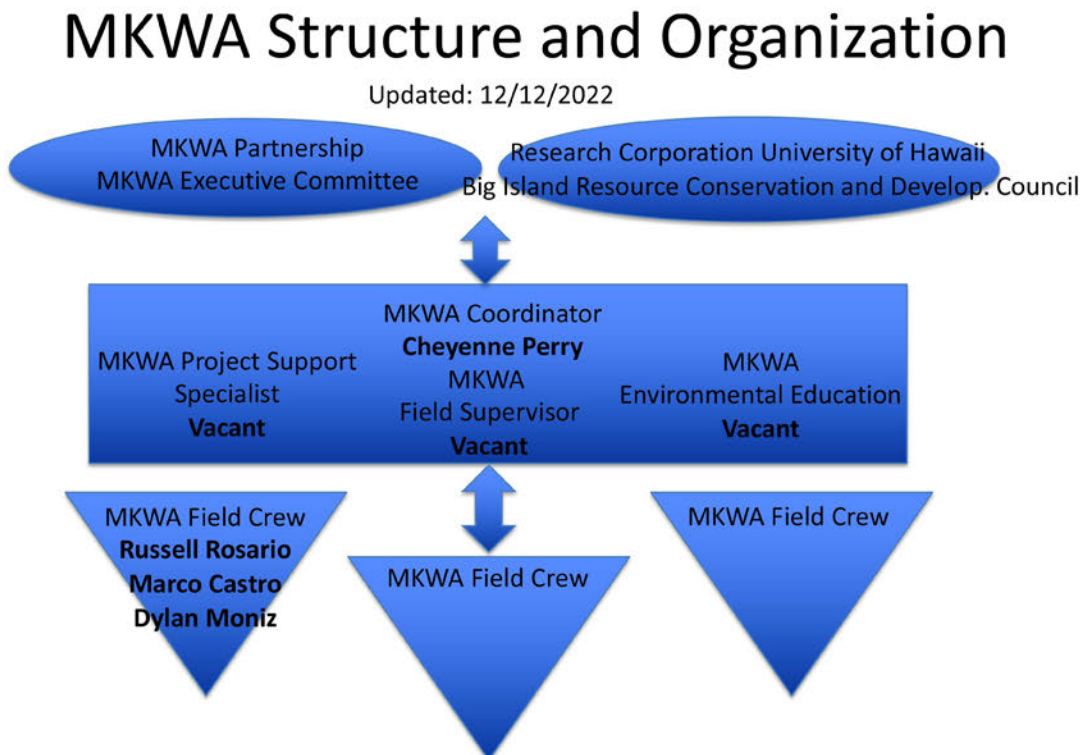 MKWA Structure and Organization
Updated: 12/12/2022
MKWA Partnership
MKWA Executive Committee
Research Corporation University of Hawaii
Big Island Resource Conservation and Develop. Council
MKWA Project Support
Specialist
Vacant
MKWA Coordinator
Cheyenne Perry
MKWA
Field Supervisor
Vacant
MKWA
Environmental Education
Vacant
MKWA Field Crew
Russell Rosario
Marco Castro
Dylan Moniz
MKWA Field Crew
MKWA Field Crew